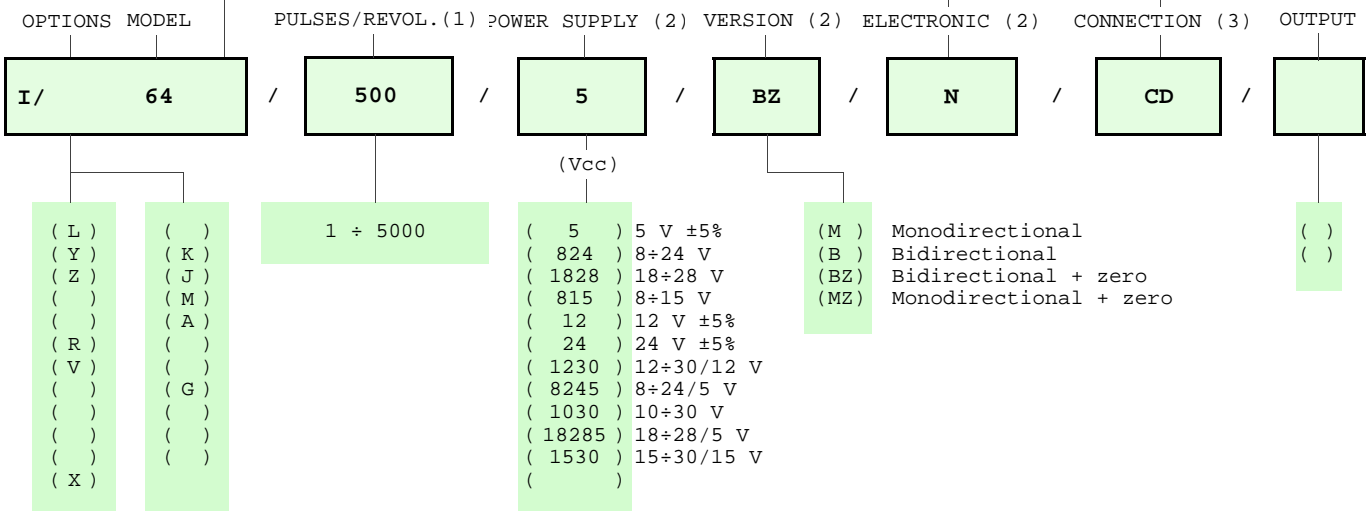 OPTIONS MODEL PULSES/REVOL.(1) POWER SUPPLY (2) VERSION (2) ELECTRONIC (2) CONNECTION (3) OUTPUT
I/ 64 / 500 / 5 / BZ / N / CD /
(Vcc)
( L ) ( ) 1 ÷ 5000 ( 5 ) 5 V ±5% (M ) Monodirectional ( )
( Y ) ( K ) ( 824 ) 8÷24 V (B ) Bidirectional ( )
( Z ) ( J ) ( 1828 ) 18÷28 V (BZ) Bidirectional + zero
( ) ( M ) ( 815 ) 8÷15 V (MZ) Monodirectional + zero
( ) ( A ) ( 12 ) 12 V ±5%
( R ) ( ) ( 24 ) 24 V ±5%
( V ) ( ) ( 1230 ) 12÷30/12 V
( ) ( G ) ( 8245 ) 8÷24/5 V
( ) ( ) ( 1030 ) 10÷30 V
( ) ( ) ( 18285 ) 18÷28/5 V
( ) ( ) ( 1530 ) 15÷30/15 V
( X ) ( )